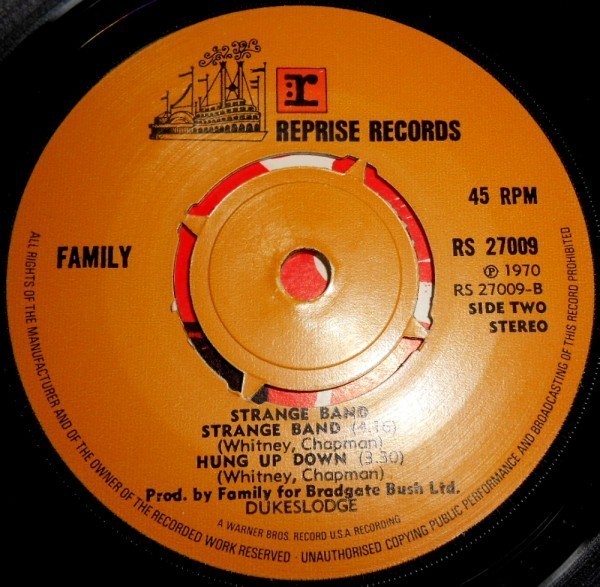 r
REPRISE RECORDS
45 RPM
FAMILY
RS 27009
℗ 1970
RS 27009-B
SIDE TWO
STEREO
STRANGE BAND
STRANGE BAND (4.16)
(Whitney, Chapman)
HUNG UP DOWN (3.30)
(Whitney, Chapman)
Prod. by Family for Bradgate Bush Ltd.
DUKESLODGE
A WARNER BROS. RECORD U.S.A. RECORDING
ALL RIGHTS OF THE MANUFACTURER AND OF THE OWNER OF THE RECORDED WORK RESERVED · UNAUTHORISED COPYING PUBLIC PERFORMANCE AND BROADCASTING OF THIS RECORD PROHIBITED